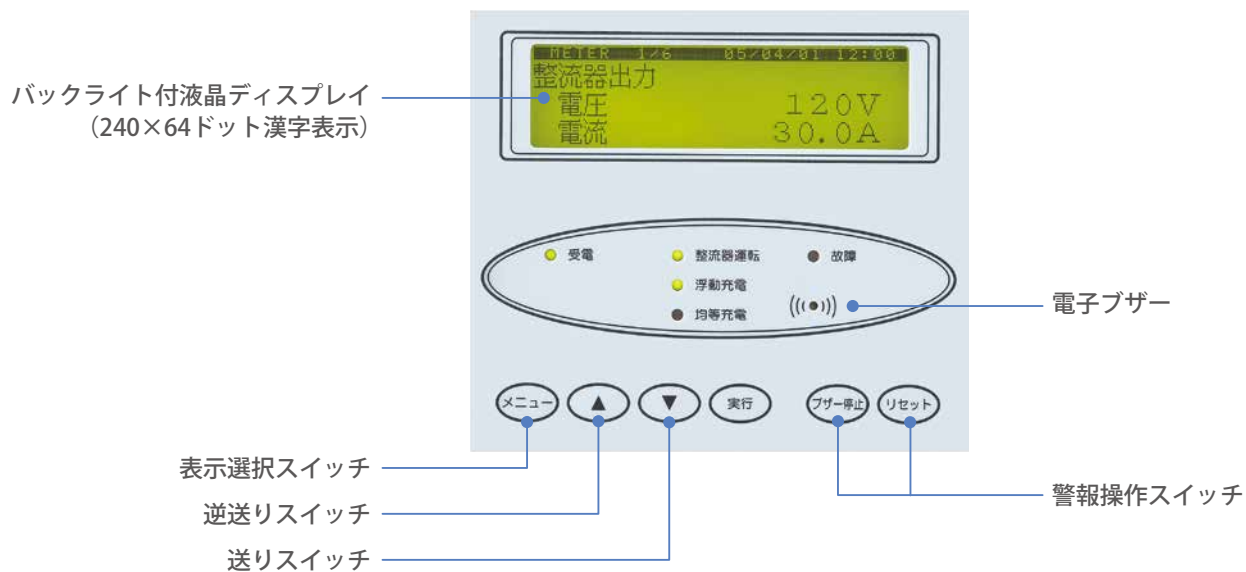 METER 1/6 05/04/01 12:00
整流器出力
電圧 120V
電流 30.0A
バックライト付液晶ディスプレイ
（240×64ドット漢字表示）
受電 整流器運転 故障
浮動充電
均等充電
電子ブザー
メニュー ▲ ▼ 実行 ブザー停止 リセット
表示選択スイッチ
逆送りスイッチ
送りスイッチ
警報操作スイッチ